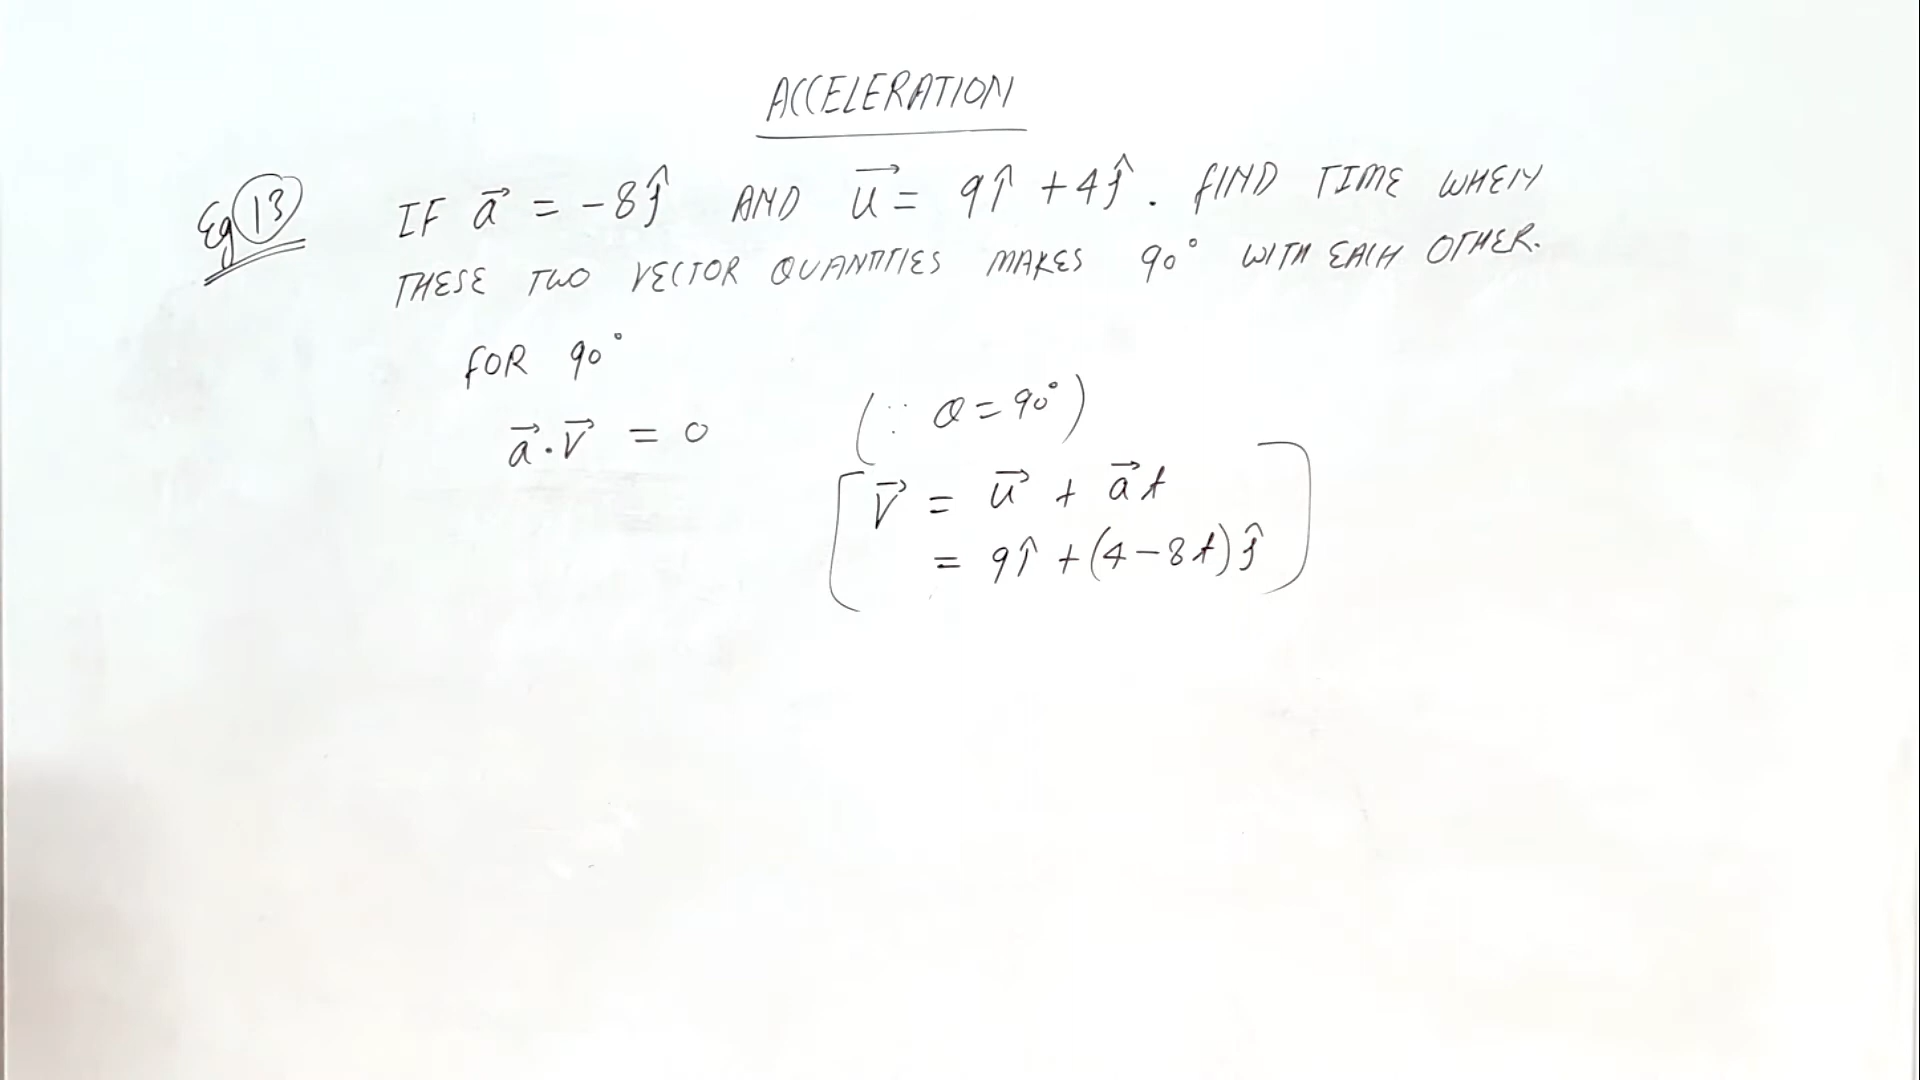 ACCELERATION
Eg 13 IF a⃗ = -8ĵ AND u⃗ = 9î + 4ĵ. FIND TIME WHEN
THESE TWO VECTOR QUANTITIES MAKES 90° WITH EACH OTHER.
FOR 90°
a⃗·v⃗ = 0 (∵ θ = 90°)
[v⃗ = u⃗ + a⃗t
= 9î + (4-8t)ĵ]